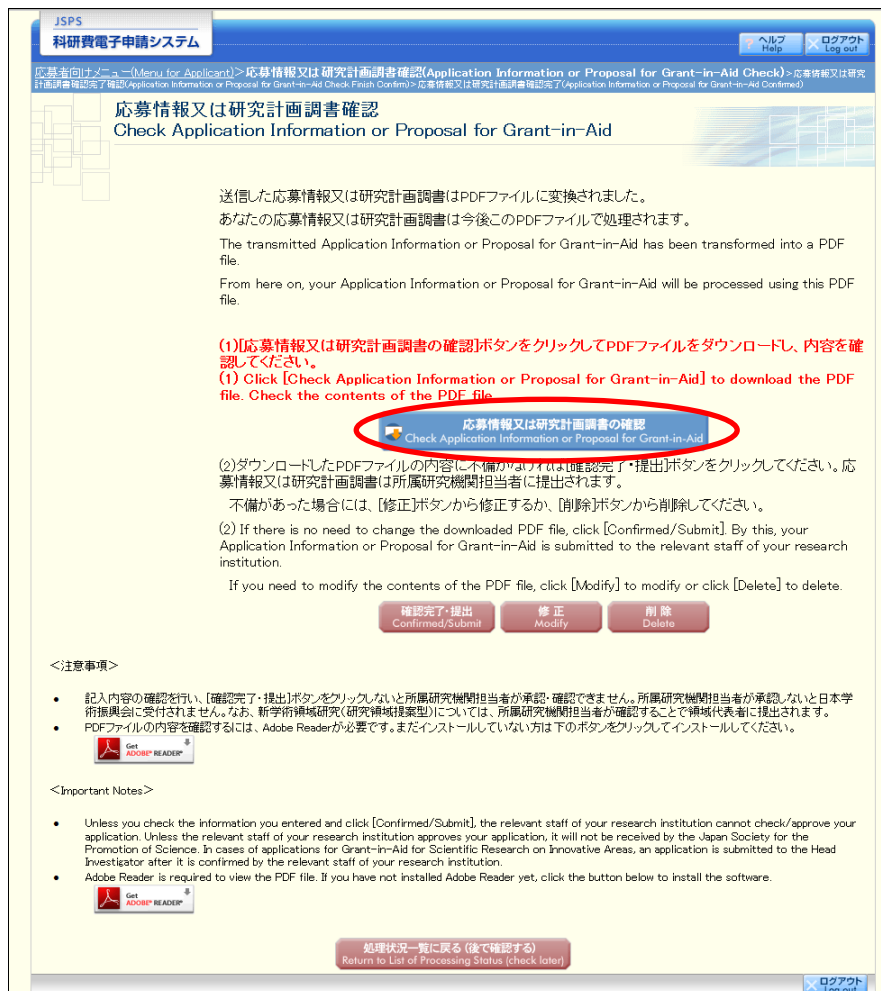 JSPS
科研費電子申請システム
ヘルプ
Help
ログアウト
Log out
応募者向けメニュー(Menu for Applicant)>応募情報又は研究計画調書確認(Application Information or Proposal for Grant-in-Aid Check)>応募情報又は研究
計画調書確認完了確認(Application Information or Proposal for Grant-in-Aid Check Finish Confirm)>応募情報又は研究計画調書確認完了(Application Information or Proposal for Grant-in-Aid Confirmed)
応募情報又は研究計画調書確認
Check Application Information or Proposal for Grant-in-Aid
送信した応募情報又は研究計画調書はPDFファイルに変換されました。
あなたの応募情報又は研究計画調書は今後このPDFファイルで処理されます。
The transmitted Application Information or Proposal for Grant-in-Aid has been transformed into a PDF
file.
From here on, your Application Information or Proposal for Grant-in-Aid will be processed using this PDF
file.
(1)[応募情報又は研究計画調書の確認]ボタンをクリックしてPDFファイルをダウンロードし、内容を確
認してください。
(1) Click [Check Application Information or Proposal for Grant-in-Aid] to download the PDF
file. Check the contents of the PDF file.
応募情報又は研究計画調書の確認
Check Application Information or Proposal for Grant-in-Aid
(2)ダウンロードしたPDFファイルの内容に不備がなければ[確認完了・提出]ボタンをクリックしてください。応
募情報又は研究計画調書は所属研究機関担当者に提出されます。
不備があった場合には、[修正]ボタンから修正するか、[削除]ボタンから削除してください。
(2) If there is no need to change the downloaded PDF file, click [Confirmed/Submit]. By this, your
Application Information or Proposal for Grant-in-Aid is submitted to the relevant staff of your research
institution.
If you need to modify the contents of the PDF file, click [Modify] to modify or click [Delete] to delete.
確認完了・提出
Confirmed/Submit
修 正
Modify
削 除
Delete
<注意事項>
• 記入内容の確認を行い、[確認完了・提出]ボタンをクリックしないと所属研究機関担当者が承認・確認できません。所属研究機関担当者が承認しないと日本学
術振興会に受付されません。なお、新学術領域研究(研究領域提案型)については、所属研究機関担当者が確認することで領域代表者に提出されます。
• PDFファイルの内容を確認するには、Adobe Readerが必要です。まだインストールしていない方は下のボタンをクリックしてインストールしてください。
Get
ADOBE® READER®
<Important Notes>
• Unless you check the information you entered and click [Confirmed/Submit], the relevant staff of your research institution cannot check/approve your
application. Unless the relevant staff of your research institution approves your application, it will not be received by the Japan Society for the
Promotion of Science. In cases of applications for Grant-in-Aid for Scientific Research on Innovative Areas, an application is submitted to the Head
Investigator after it is confirmed by the relevant staff of your research institution.
• Adobe Reader is required to view the PDF file. If you have not installed Adobe Reader yet, click the button below to install the software.
Get
ADOBE® READER®
処理状況一覧に戻る(後で確認する)
Return to List of Processing Status (check later)
ログアウト
Log out